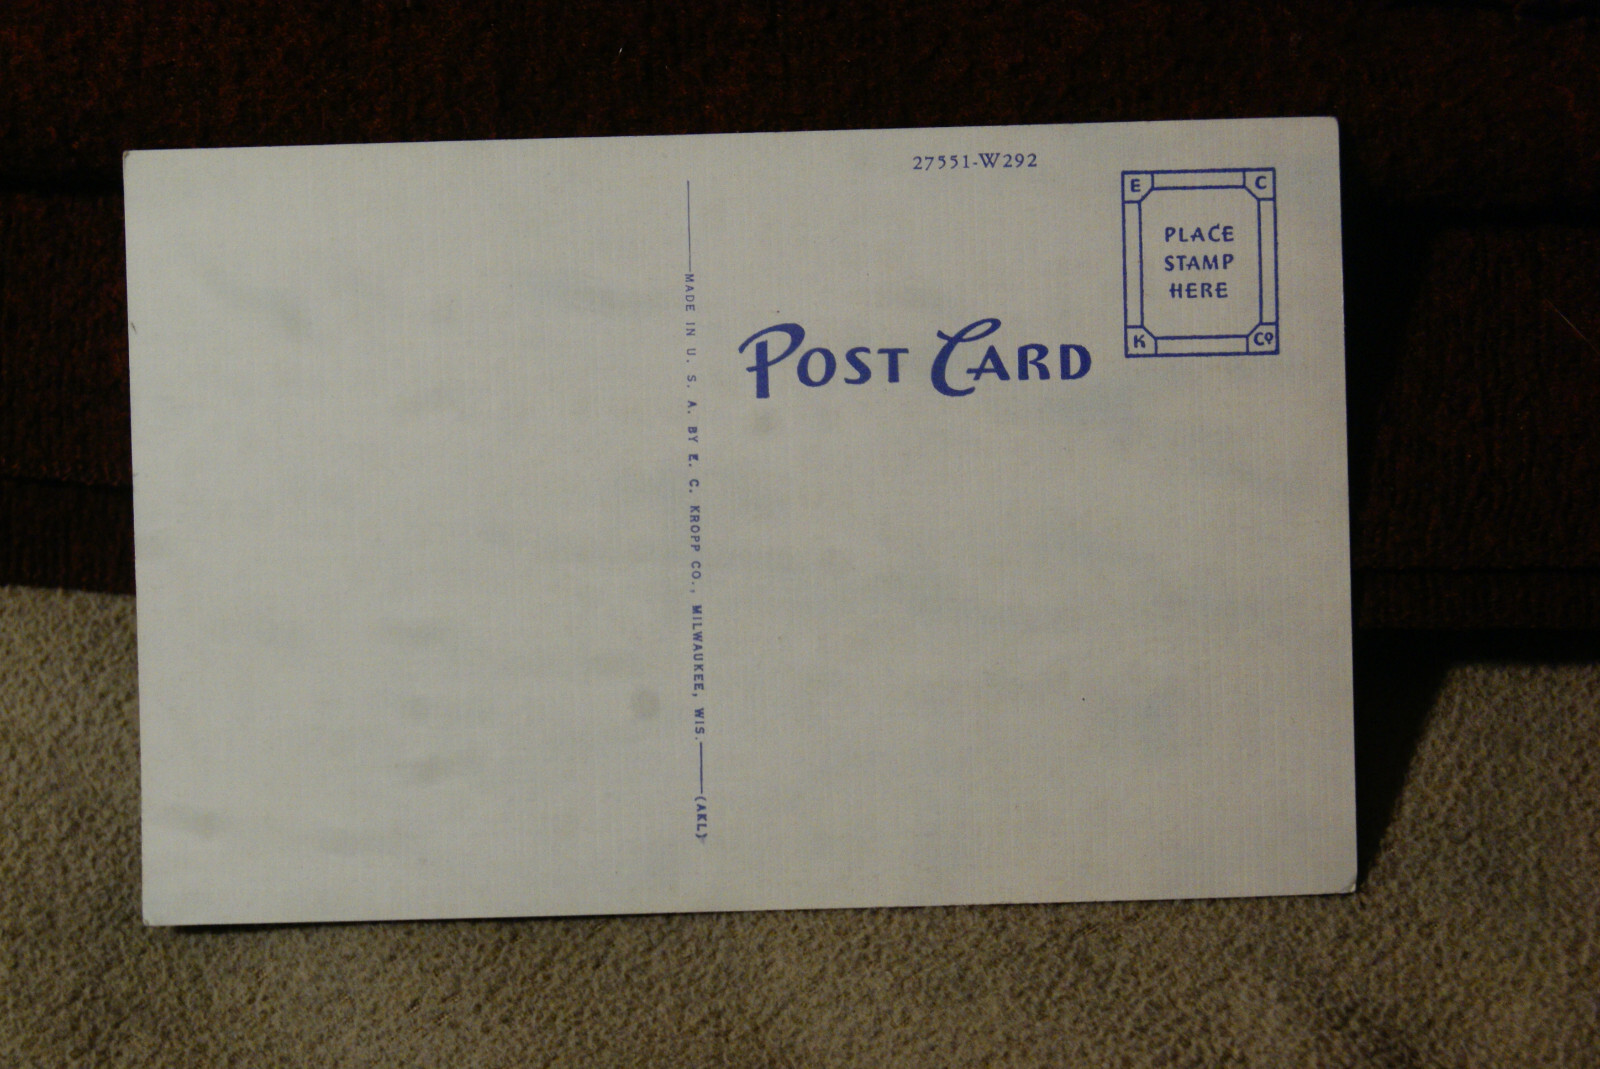 27551-W292
E C
PLACE
STAMP
HERE
K Co
POST CARD
MADE IN U. S. A. BY E. C. KROPP CO., MILWAUKEE, WIS.
(AKL)